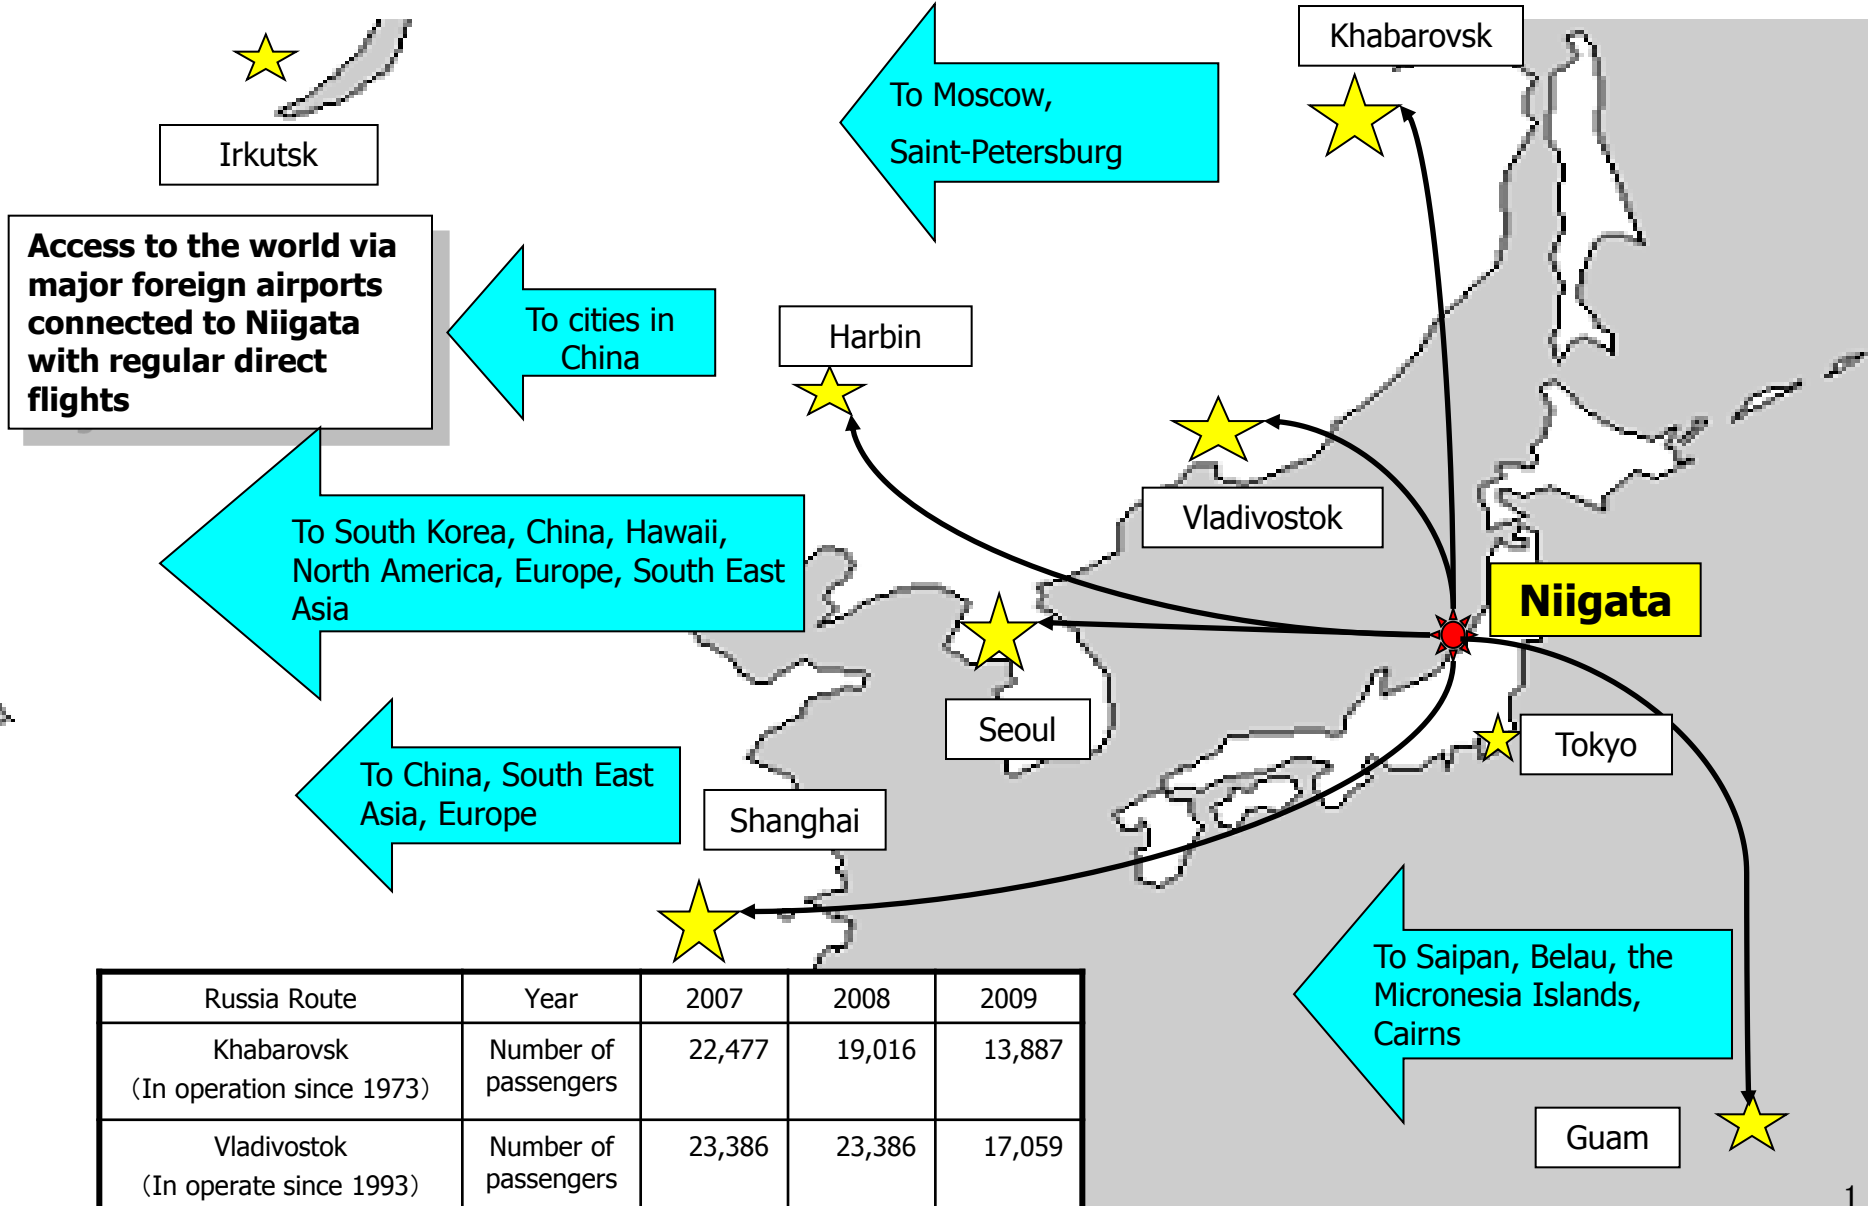 Khabarovsk
To Moscow,
Saint-Petersburg
Irkutsk
Access to the world via
major foreign airports
connected to Niigata
with regular direct
flights
To cities in
China
Harbin
Vladivostok
To South Korea, China, Hawaii,
North America, Europe, South East
Asia
Niigata
Seoul
Tokyo
To China, South East
Asia, Europe
Shanghai
To Saipan, Belau, the
Micronesia Islands,
Cairns
Guam
Russia Route Year 2007 2008 2009
Khabarovsk
（In operation since 1973）
Number of
passengers
22,477 19,016 13,887
Vladivostok
（In operate since 1993）
Number of
passengers
23,386 23,386 17,059
1